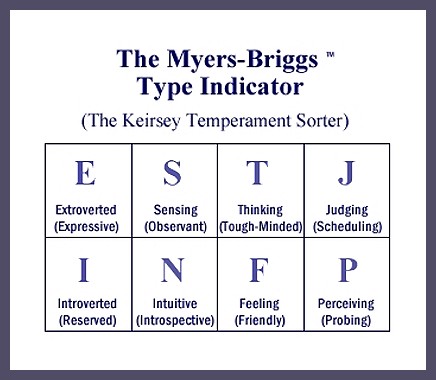 The Myers-Briggs ™
Type Indicator
(The Keirsey Temperament Sorter)
E S T J
Extroverted Sensing Thinking Judging
(Expressive) (Observant) (Tough-Minded) (Scheduling)
I N F P
Introverted Intuitive Feeling Perceiving
(Reserved) (Introspective) (Friendly) (Probing)